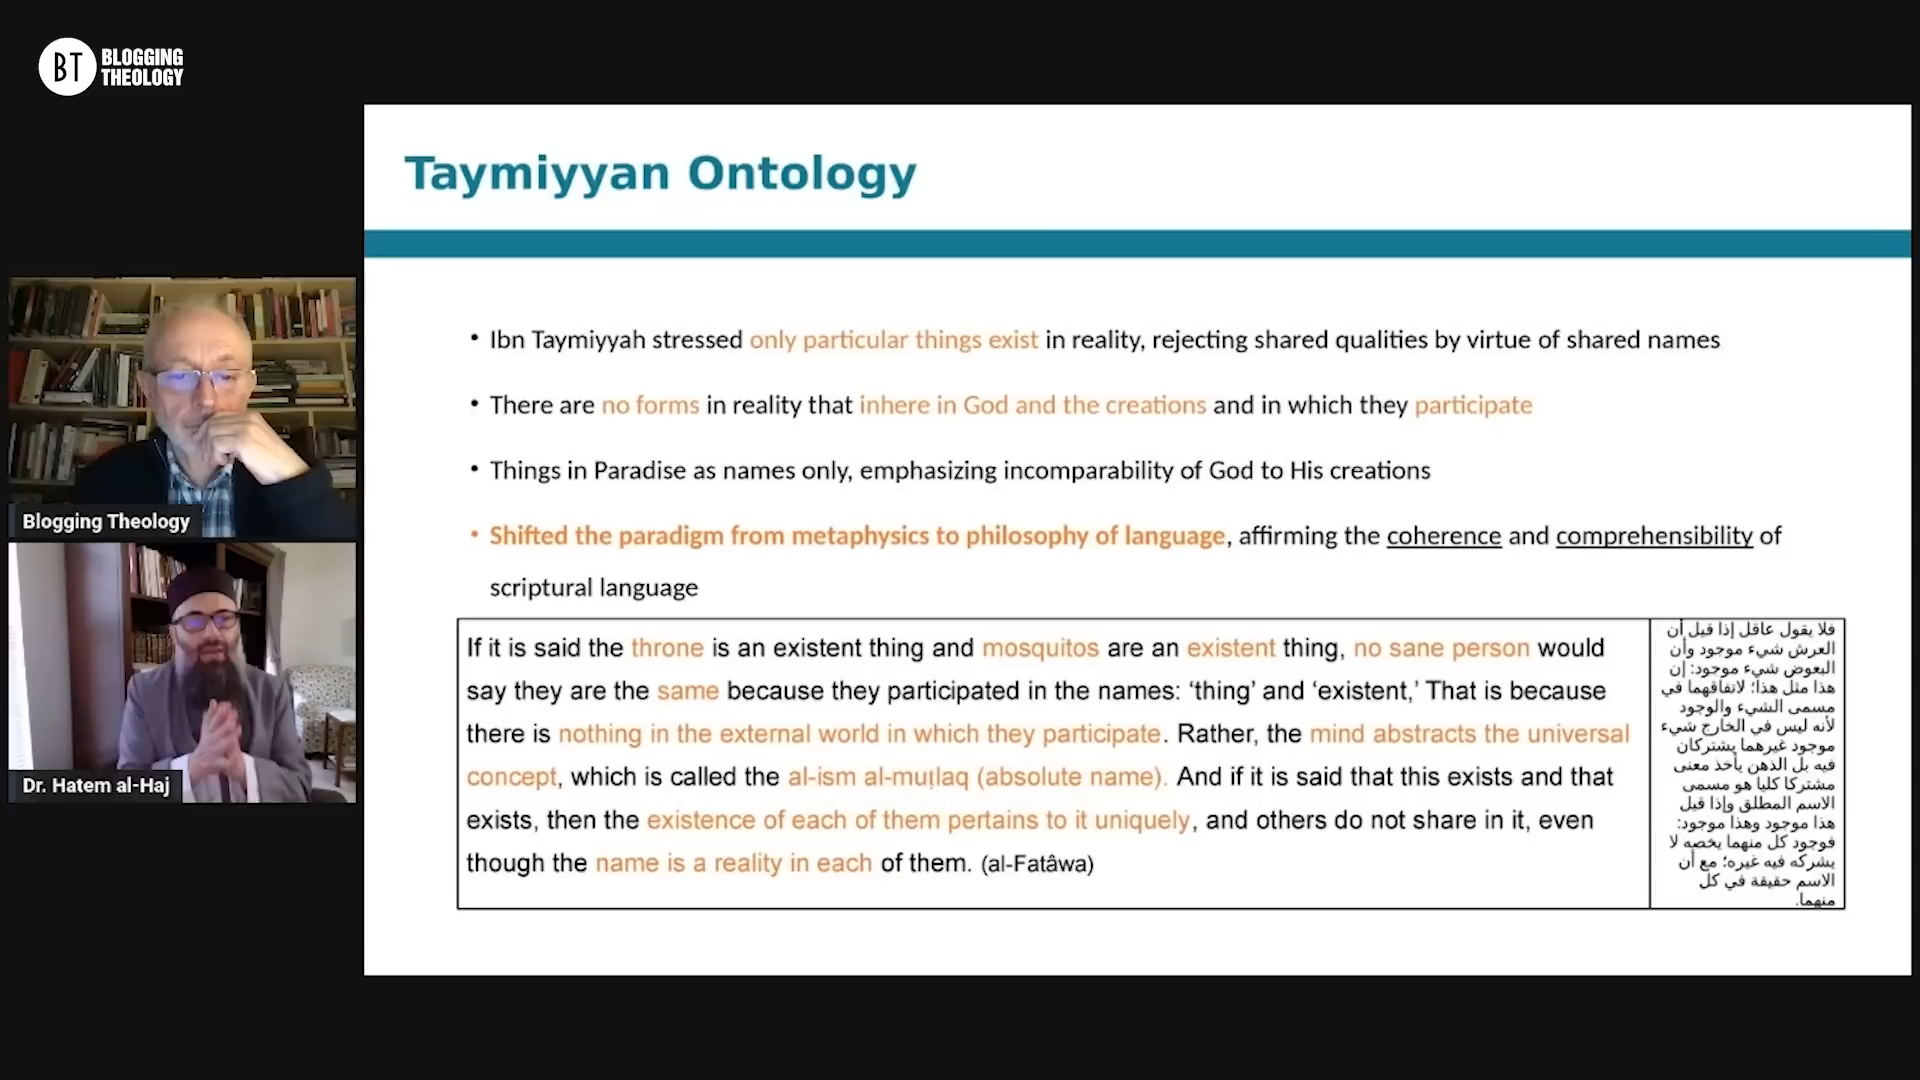 BT BLOGGING
THEOLOGY
Taymiyyan Ontology
• Ibn Taymiyyah stressed only particular things exist in reality, rejecting shared qualities by virtue of shared names
• There are no forms in reality that inhere in God and the creations and in which they participate
• Things in Paradise as names only, emphasizing incomparability of God to His creations
• Shifted the paradigm from metaphysics to philosophy of language, affirming the coherence and comprehensibility of
scriptural language
If it is said the throne is an existent thing and mosquitos are an existent thing, no sane person would
say they are the same because they participated in the names: ‘thing’ and ‘existent,’ That is because
there is nothing in the external world in which they participate. Rather, the mind abstracts the universal
concept, which is called the al-ism al-muṭlaq (absolute name). And if it is said that this exists and that
exists, then the existence of each of them pertains to it uniquely, and others do not share in it, even
though the name is a reality in each of them. (al-Fatâwa)
فلا يقول عاقل إذا قيل أن
العرش شيء موجود وأن
البعوض شيء موجود: إن
هذا مثل هذا؛ لاتفاقهما في
مسمى الشيء والوجود
لأنه ليس في الخارج شيء
موجود غيرهما يشتركان
فيه بل الذهن يأخذ معنى
مشتركا كليا هو مسمى
الاسم المطلق وإذا قيل
هذا موجود وهذا موجود:
فوجود كل منهما يخصه لا
يشركه فيه غيره؛ مع أن
الاسم حقيقة في كل
منهما.
Blogging Theology
Dr. Hatem al-Haj